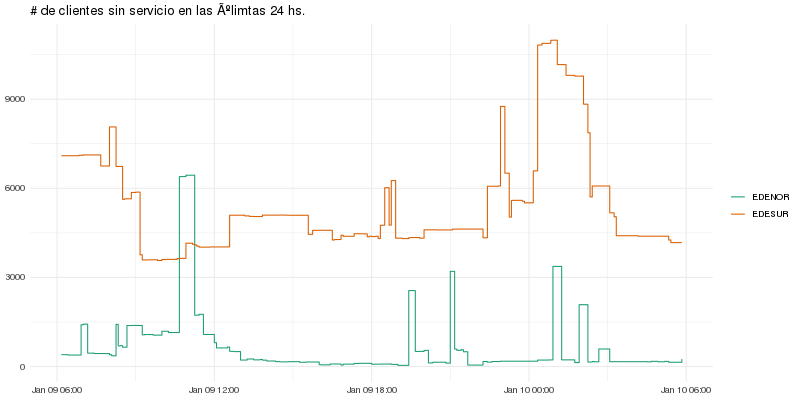 # de clientes sin servicio en las Ãºlimtas 24 hs.
9000
6000
3000
0
Jan 09 06:00
Jan 09 12:00
Jan 09 18:00
Jan 10 00:00
Jan 10 06:00
EDENOR
EDESUR